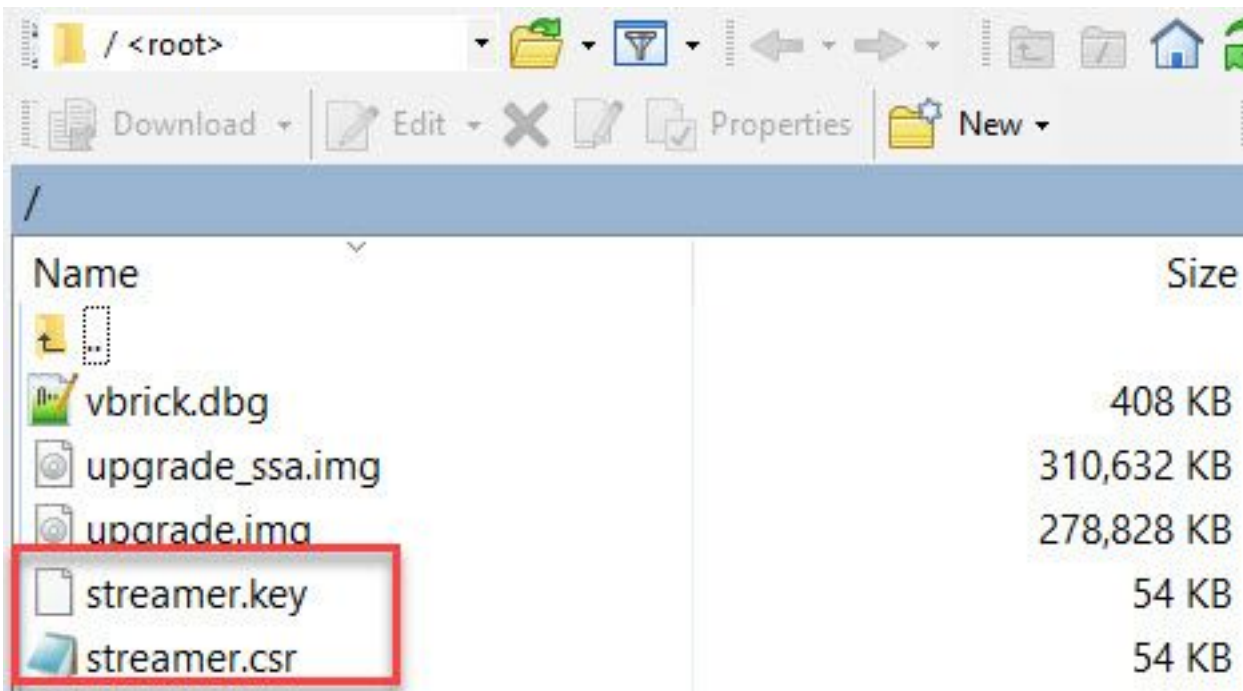 / <root>
Download Edit Properties New
/
Name Size
..
vbrick.dbg 408 KB
upgrade_ssa.img 310,632 KB
upgrade.img 278,828 KB
streamer.key 54 KB
streamer.csr 54 KB